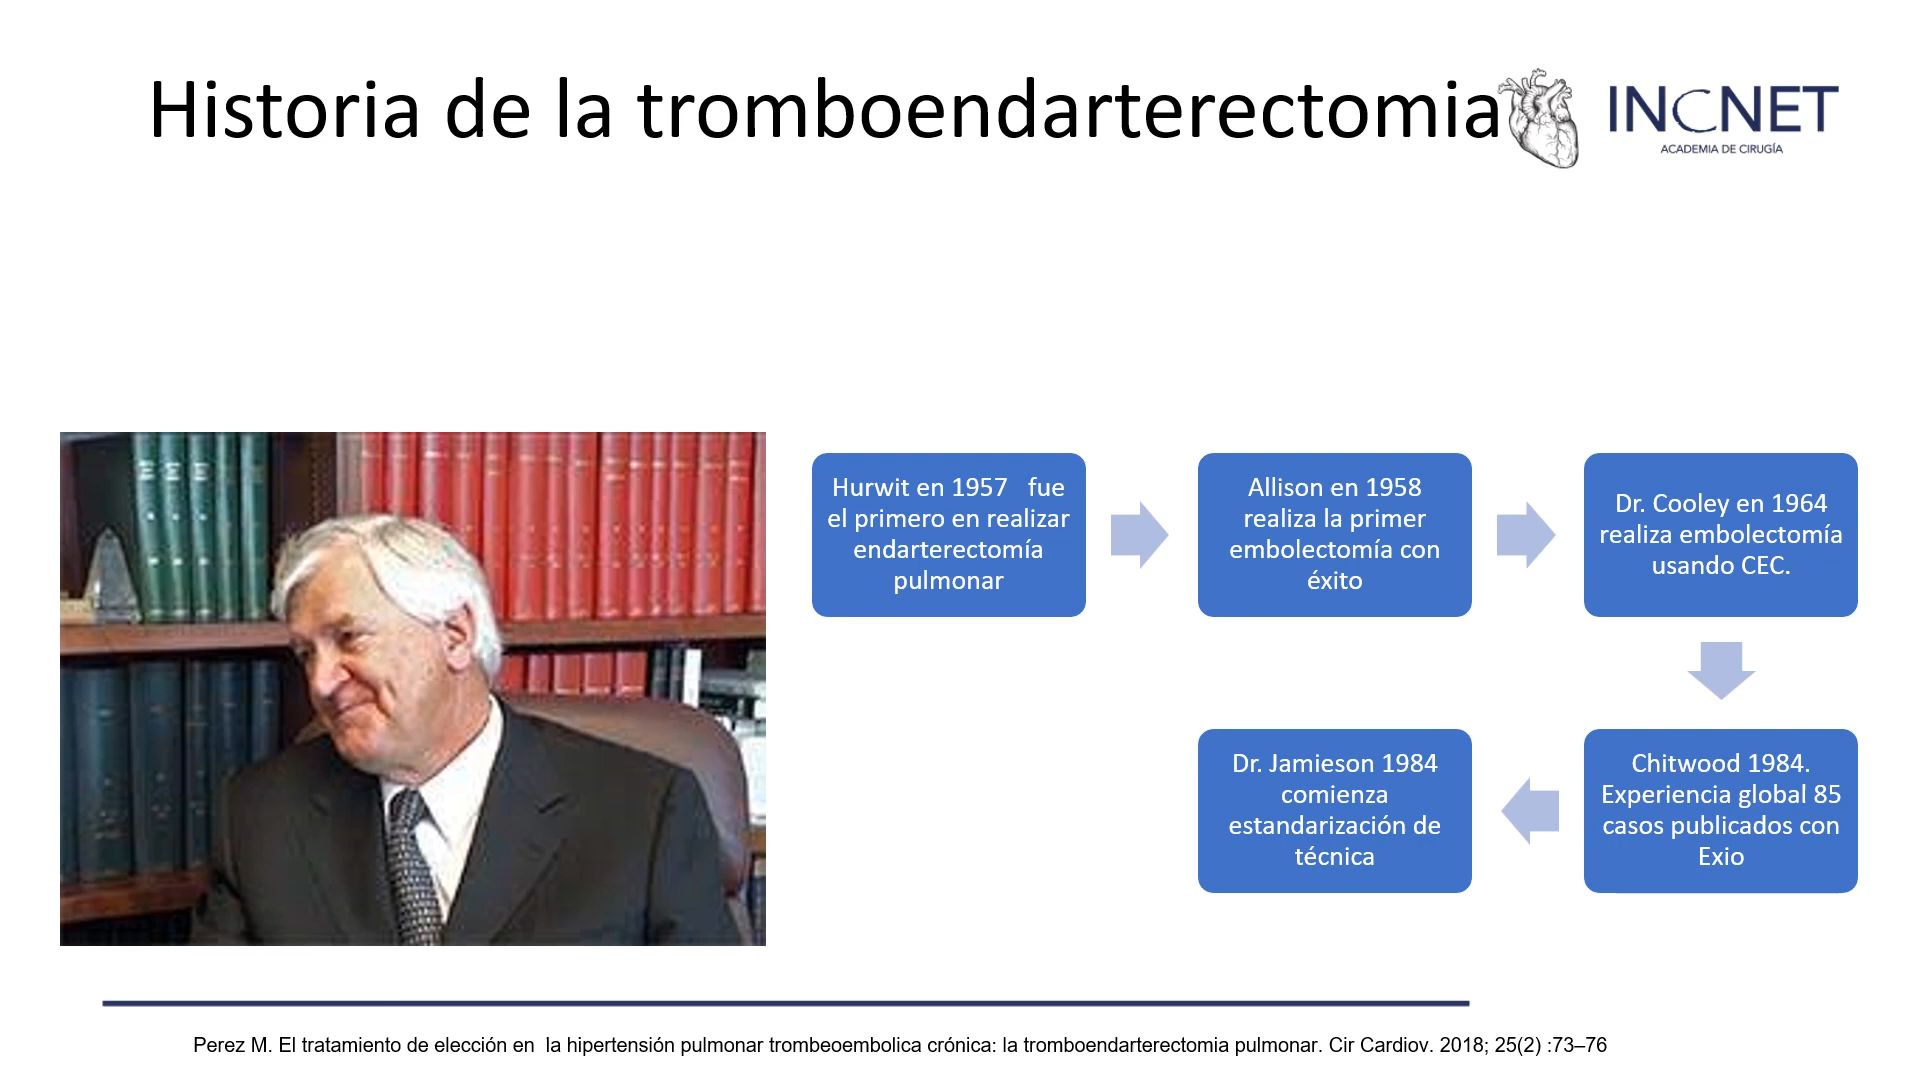 Historia de la tromboendarterectomia
INCNET
ACADEMIA DE CIRUGÍA
Hurwit en 1957   fue
el primero en realizar
endarterectomía
pulmonar
Allison en 1958
realiza la primer
embolectomía con
éxito
Dr. Cooley en 1964
realiza embolectomía
usando CEC.
Chitwood 1984.
Experiencia global 85
casos publicados con
Exio
Dr. Jamieson 1984
comienza
estandarización de
técnica
Perez M. El tratamiento de elección en  la hipertensión pulmonar trombeoembolica crónica: la tromboendarterectomia pulmonar. Cir Cardiov. 2018; 25(2) :73–76